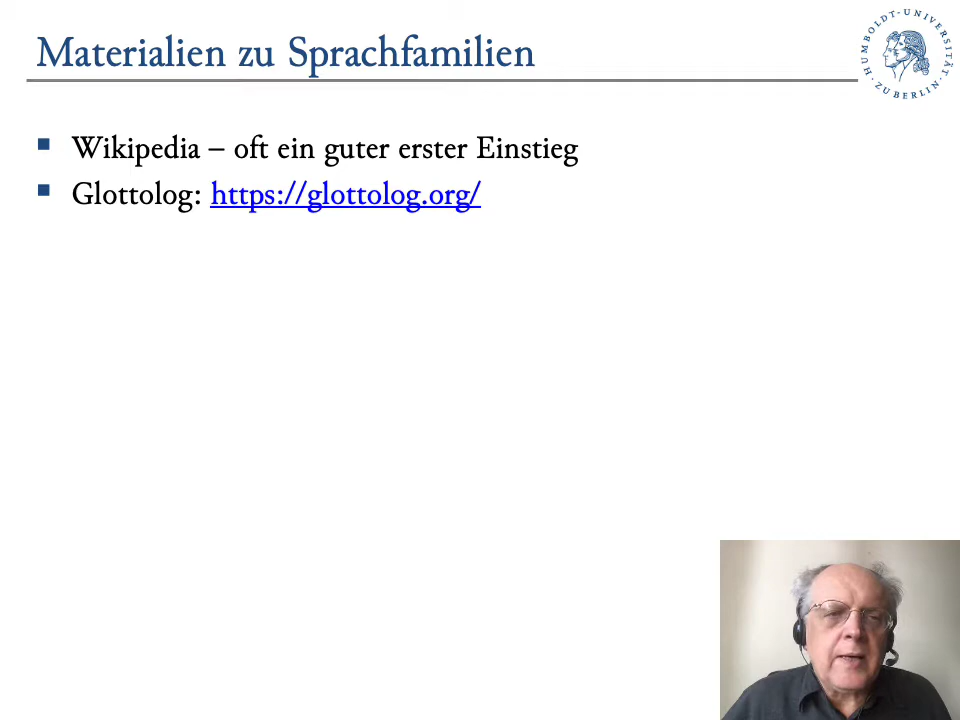 Materialien zu Sprachfamilien
HUMBOLDT-UNIVERSITÄT
ZU BERLIN
Wikipedia – oft ein guter erster Einstieg
Glottolog: https://glottolog.org/